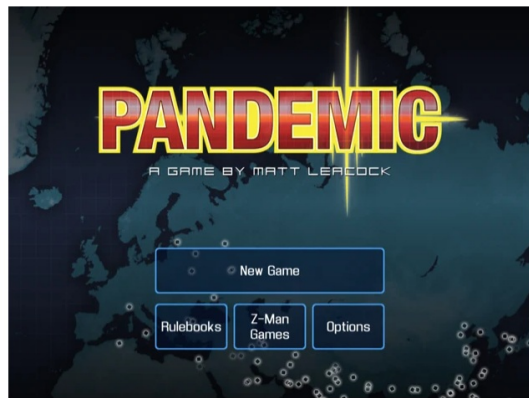 PANDEMIC
A GAME BY MATT LEACOCK
New Game
Rulebooks
Z-Man
Games
Options